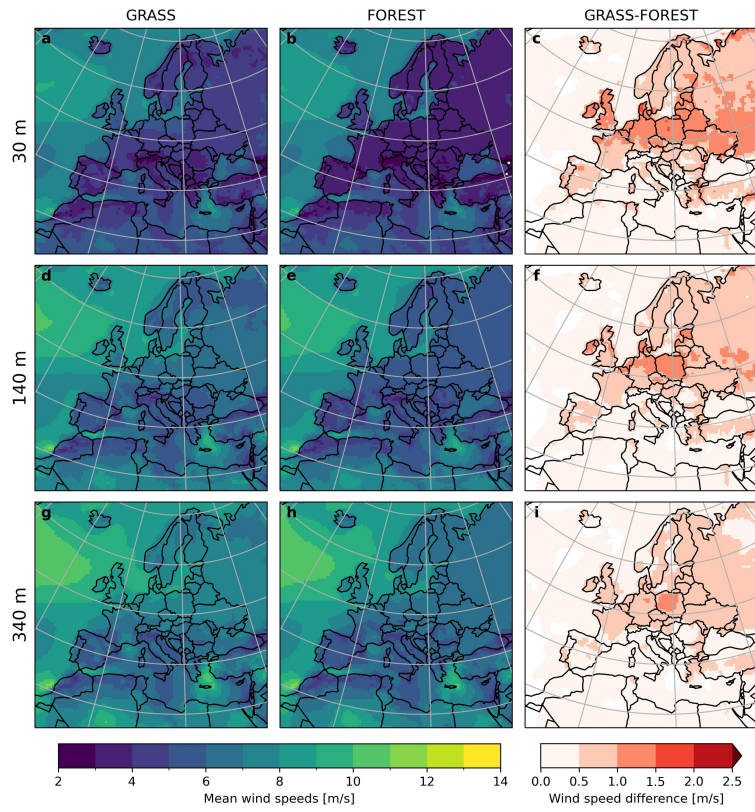 GRASS FOREST GRASS-FOREST
30 m
a b c
140 m
d e f
340 m
g h i
2 4 6 8 10 12 14
Mean wind speeds [m/s]
0.0 0.5 1.0 1.5 2.0 2.5
Wind speed difference [m/s]